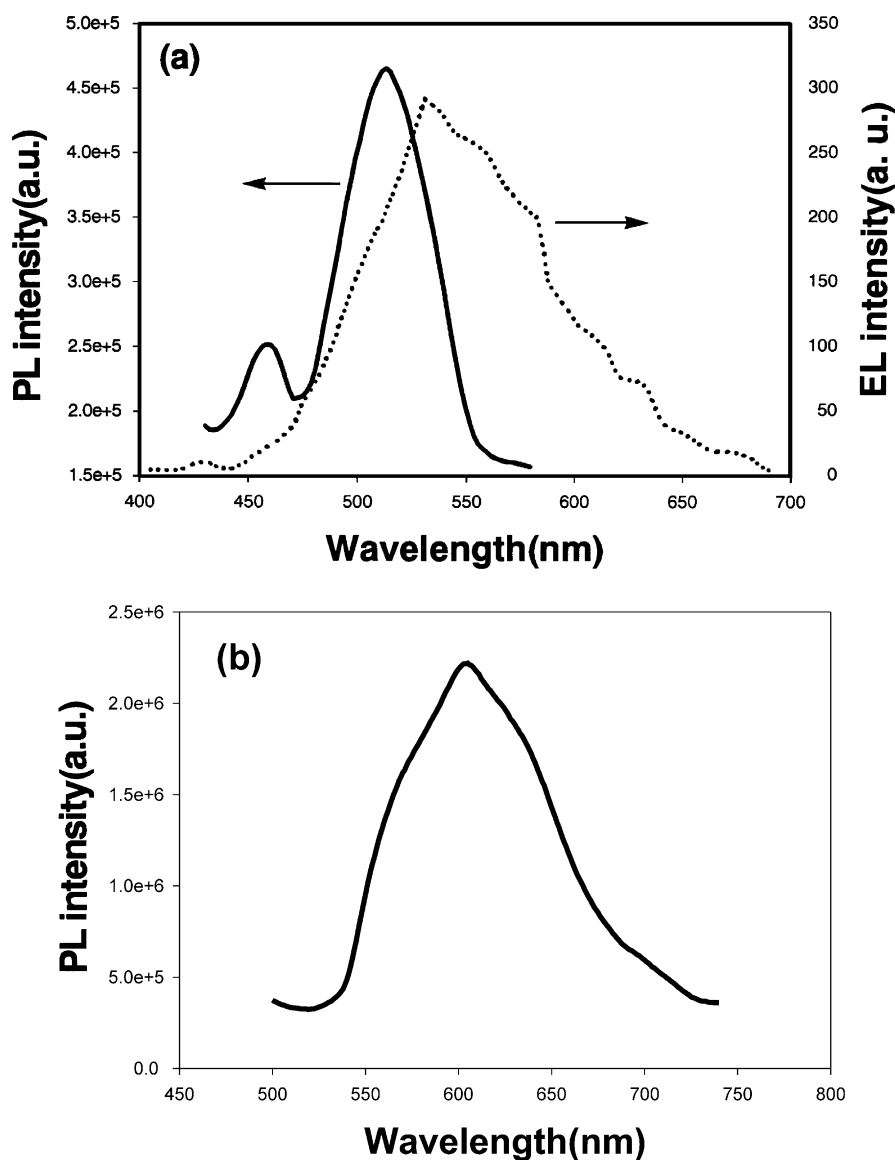 (a)
PL intensity(a.u.)
5.0e+5
4.5e+5
4.0e+5
3.5e+5
3.0e+5
2.5e+5
2.0e+5
1.5e+5
EL intensity(a. u.)
350
300
250
200
150
100
50
0
400 450 500 550 600 650 700
Wavelength(nm)
(b)
PL intensity(a.u.)
2.5e+6
2.0e+6
1.5e+6
1.0e+6
5.0e+5
0.0
450 500 550 600 650 700 750 800
Wavelength(nm)